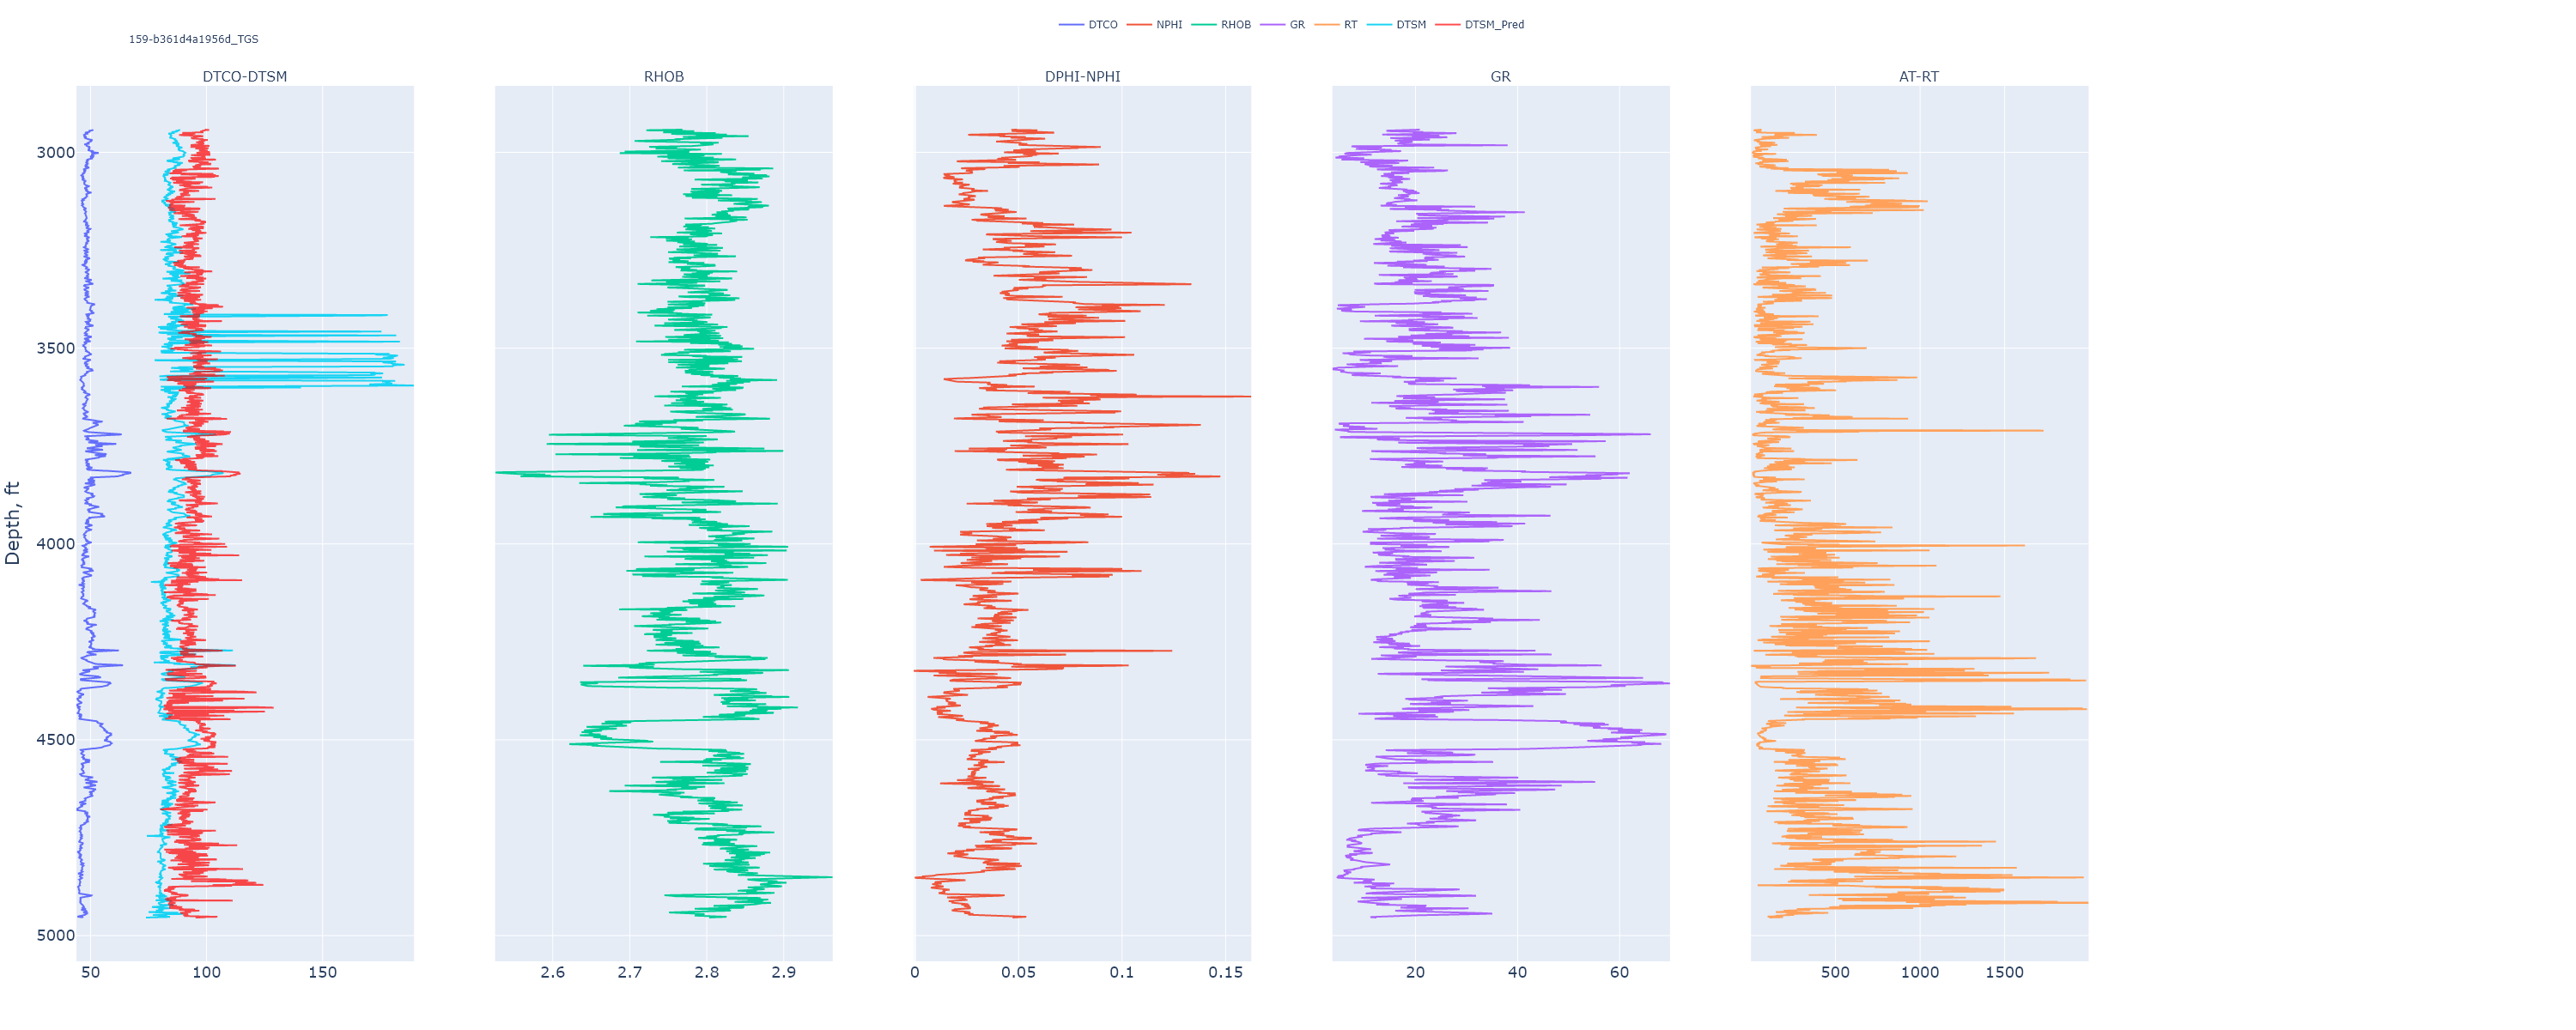 DTCO NPHI RHOB GR RT DTSM DTSM_Pred
159-b361d4a1956d_TGS
DTCO-DTSM RHOB DPHI-NPHI GR AT-RT
Depth, ft
3000
3500
4000
4500
5000
50 100 150 2.6 2.7 2.8 2.9 0 0.05 0.1 0.15 20 40 60 500 1000 1500